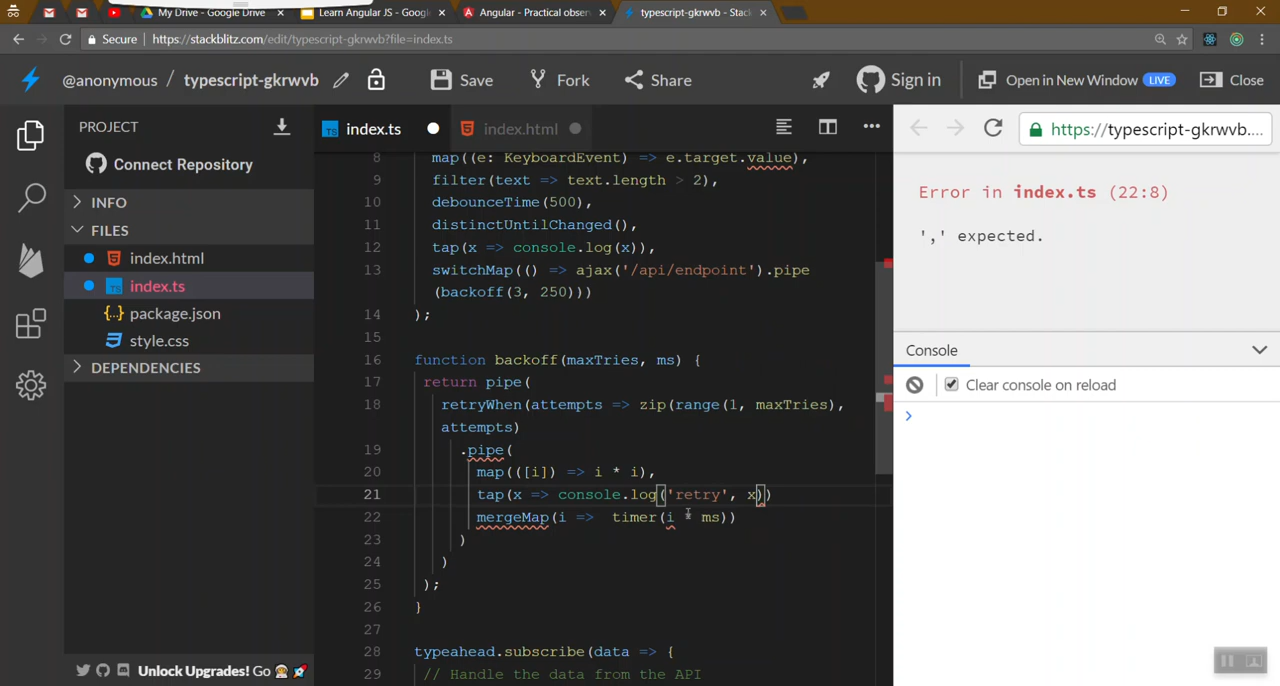 My Drive - Google Drive
Learn Angular JS - Googl
Angular - Practical obser
typescript-gkrwvb - Stack
Secure
https://stackblitz.com/edit/typescript-gkrwvb?file=index.ts
@anonymous / typescript-gkrwvb
Save
Fork
Share
Sign in
Open in New Window LIVE
Close
PROJECT
Connect Repository
INFO
FILES
index.html
TS index.ts
{..} package.json
style.css
DEPENDENCIES
Unlock Upgrades! Go
TS index.ts
index.html
8 map((e: KeyboardEvent) => e.target.value),
9 filter(text => text.length > 2),
10 debounceTime(500),
11 distinctUntilChanged(),
12 tap(x => console.log(x)),
13 switchMap(() => ajax('/api/endpoint').pipe
(backoff(3, 250)))
14 );
15
16 function backoff(maxTries, ms) {
17 return pipe(
18 retryWhen(attempts => zip(range(1, maxTries),
attempts)
19 .pipe(
20 map(([i]) => i * i),
21 tap(x => console.log('retry', x))
22 mergeMap(i => timer(i * ms))
23 )
24 )
25 );
26 }
27
28 typeahead.subscribe(data => {
29 // Handle the data from the API
https://typescript-gkrwvb....
Error in index.ts (22:8)
',' expected.
Console
Clear console on reload
>